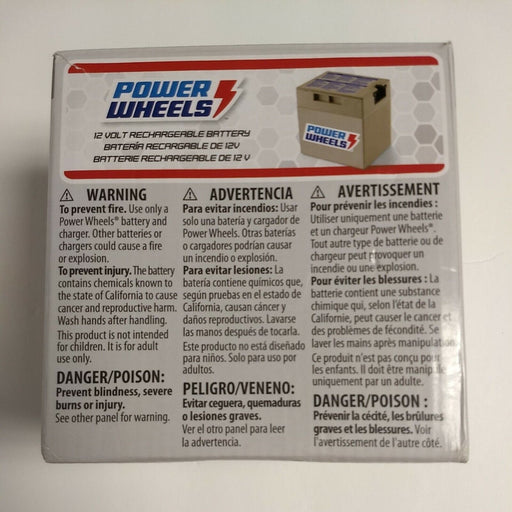 POWER
WHEELS
12 VOLT RECHARGEABLE BATTERY
BATERÍA RECARGABLE DE 12V
BATTERIE RECHARGEABLE DE 12 V
POWER
WHEELS
⚠ WARNING
To prevent fire. Use only a
Power Wheels® battery and
charger. Other batteries or
chargers could cause a fire
or explosion.
To prevent injury. The battery
contains chemicals known to
the state of California to cause
cancer and reproductive harm.
Wash hands after handling.
This product is not intended
for children. It is for adult
use only.
DANGER/POISON:
Prevent blindness, severe
burns or injury.
See other panel for warning.
⚠ ADVERTENCIA
Para evitar incendios: Usar
solo una batería y cargador de
Power Wheels. Otras baterías
o cargadores podrían causar
un incendio o explosión.
Para evitar lesiones: La
batería contiene químicos que,
según pruebas en el estado de
California, causan cáncer y
daños reproductivos. Lavarse
las manos después de tocarla.
Este producto no está diseñado
para niños. Solo para uso por
adultos.
PELIGRO/VENENO:
Evitar ceguera, quemaduras
o lesiones graves.
Ver el otro panel para leer
la advertencia.
⚠ AVERTISSEMENT
Pour prévenir les incendies :
Utiliser uniquement une batterie
et un chargeur Power Wheels®.
Tout autre type de batterie ou de
chargeur peut provoquer un
incendie ou une explosion.
Pour éviter les blessures : La
batterie contient une substance
chimique qui, selon l'état de la
Californie, peut causer le cancer et
des problèmes de fécondité. Se
laver les mains après manipulation.
Ce produit n'est pas conçu pour
les enfants. Il doit être manipulé
uniquement par un adulte.
DANGER/POISON :
Prévenir la cécité, les brûlures
graves et les blessures. Voir
l'avertissement de l'autre côté.